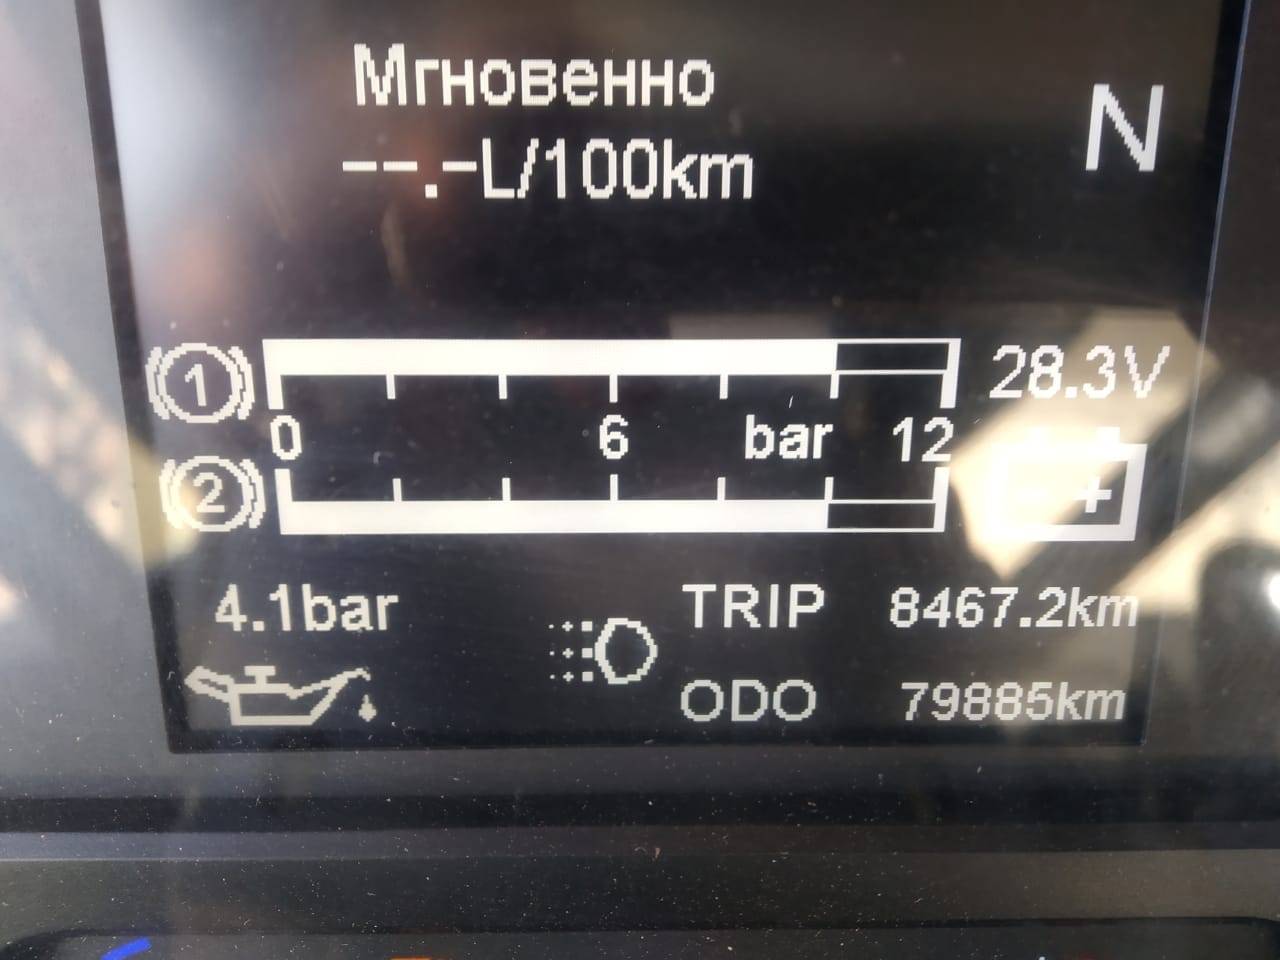 Мгновенно
N
--.-L/100km
1
28.3V
0 6 bar 12
2
- +
4.1bar
TRIP 8467.2km
ODO 79885km